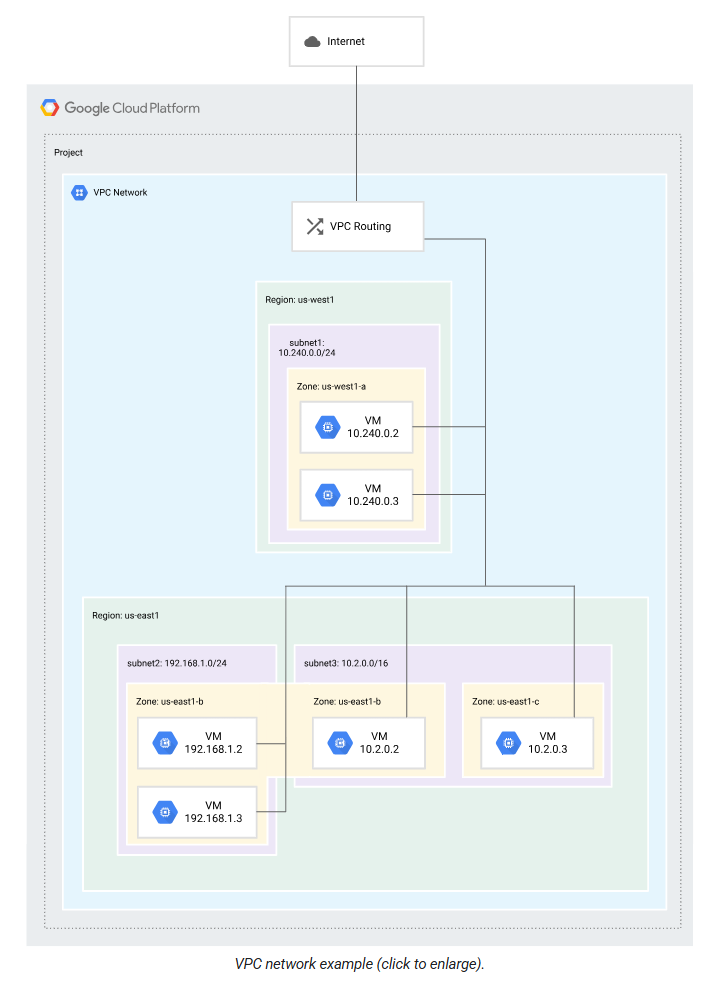 Internet
Google Cloud Platform
Project
VPC Network
VPC Routing
Region: us-west1
subnet1:
10.240.0.0/24
Zone: us-west1-a
VM
10.240.0.2
VM
10.240.0.3
Region: us-east1
subnet2: 192.168.1.0/24
subnet3: 10.2.0.0/16
Zone: us-east1-b
Zone: us-east1-b
Zone: us-east1-c
VM
192.168.1.2
VM
10.2.0.2
VM
10.2.0.3
VM
192.168.1.3
VPC network example (click to enlarge).